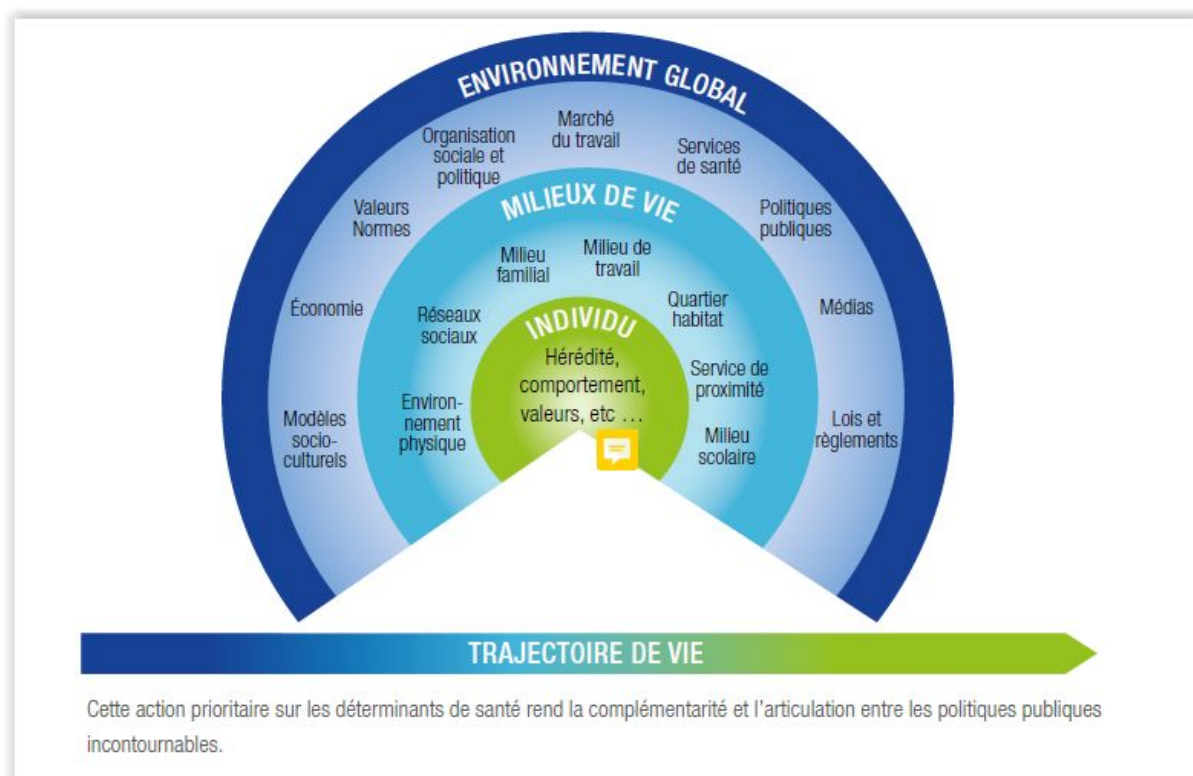 ENVIRONNEMENT GLOBAL
Marché
du travail
Organisation
sociale et
politique
Services
de santé
Valeurs
Normes
Politiques
publiques
Économie
Médias
Modèles
socio-
culturels
Lois et
règlements
MILIEUX DE VIE
Milieu
familial
Milieu de
travail
Réseaux
sociaux
Quartier
habitat
Environ-
nement
physique
Service de
proximité
Milieu
scolaire
INDIVIDU
Hérédité,
comportement,
valeurs, etc ...
TRAJECTOIRE DE VIE
Cette action prioritaire sur les déterminants de santé rend la complémentarité et l'articulation entre les politiques publiques
incontournables.